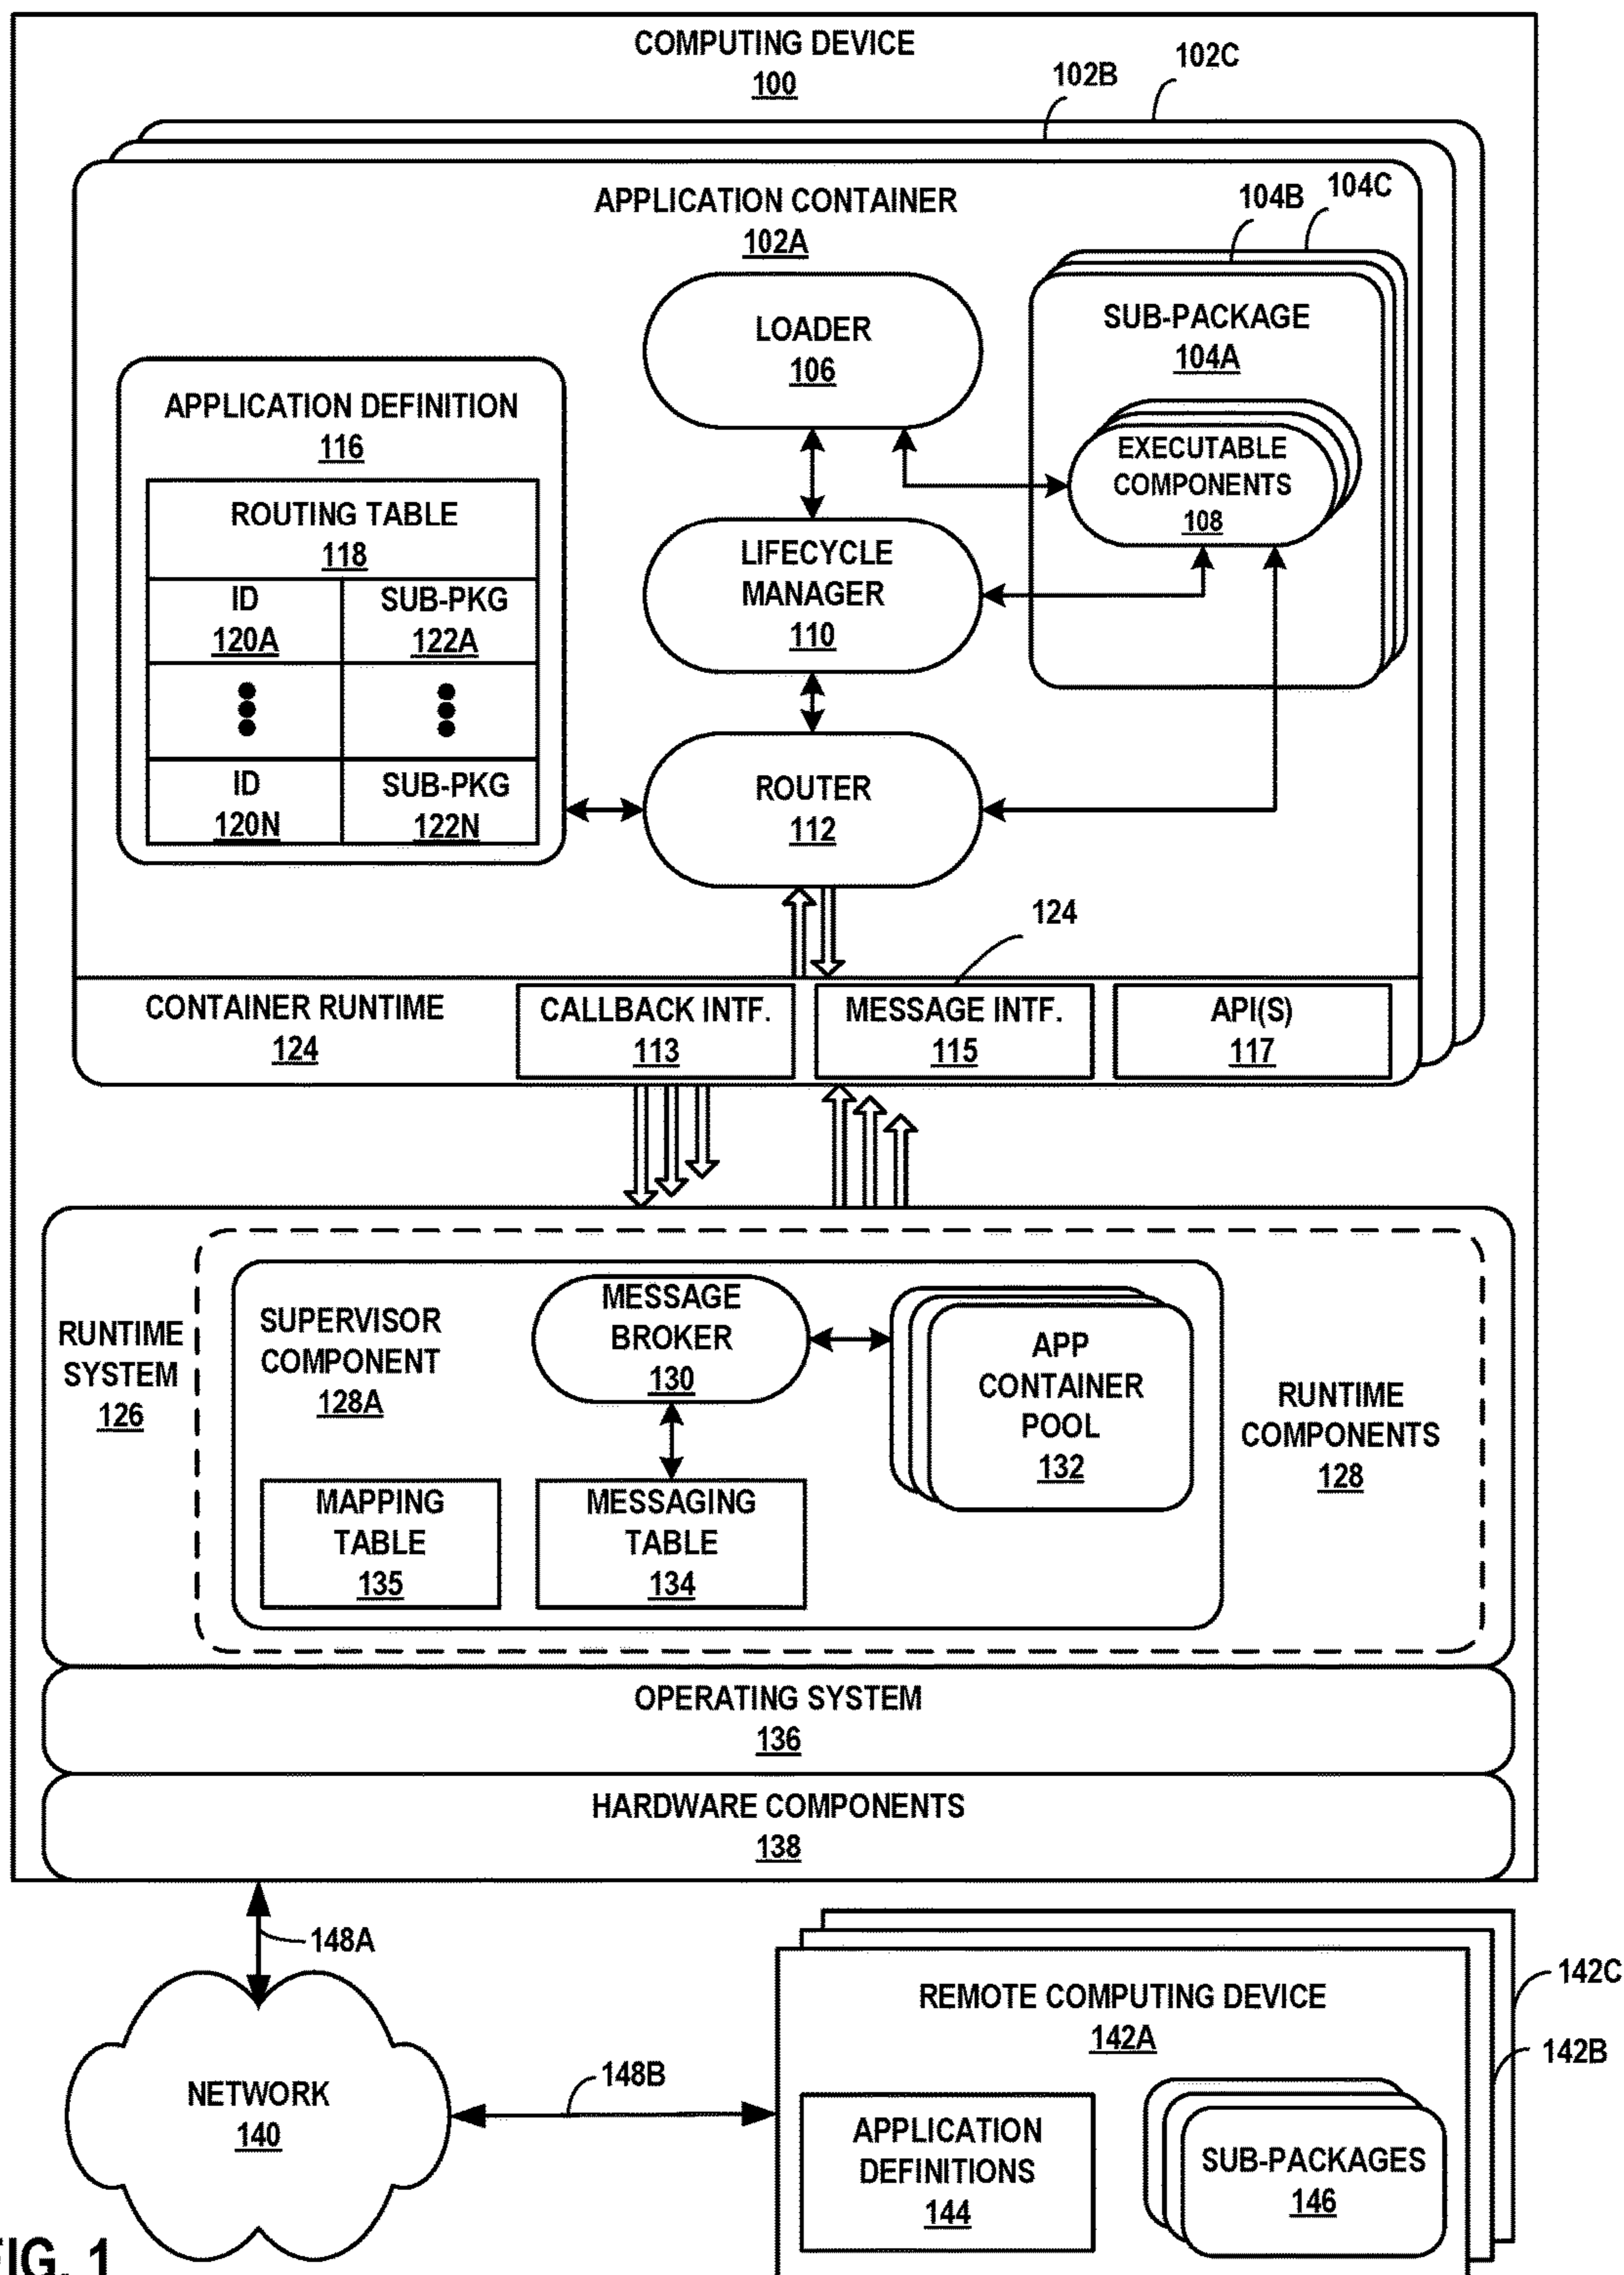 COMPUTING DEVICE
100
102C
102B
APPLICATION CONTAINER
102A
104C
104B
LOADER
106
SUB-PACKAGE
104A
EXECUTABLE
COMPONENTS
108
APPLICATION DEFINITION
116
ROUTING TABLE
118
ID
120A
SUB-PKG
122A
ID
120N
SUB-PKG
122N
LIFECYCLE
MANAGER
110
ROUTER
112
124
CONTAINER RUNTIME
124
CALLBACK INTF.
113
MESSAGE INTF.
115
API(S)
117
RUNTIME
SYSTEM
126
SUPERVISOR
COMPONENT
128A
MESSAGE
BROKER
130
APP
CONTAINER
POOL
132
RUNTIME
COMPONENTS
128
MAPPING
TABLE
135
MESSAGING
TABLE
134
OPERATING SYSTEM
136
HARDWARE COMPONENTS
138
148A
NETWORK
140
148B
REMOTE COMPUTING DEVICE
142A
142C
142B
APPLICATION
DEFINITIONS
144
SUB-PACKAGES
146
FIG. 1